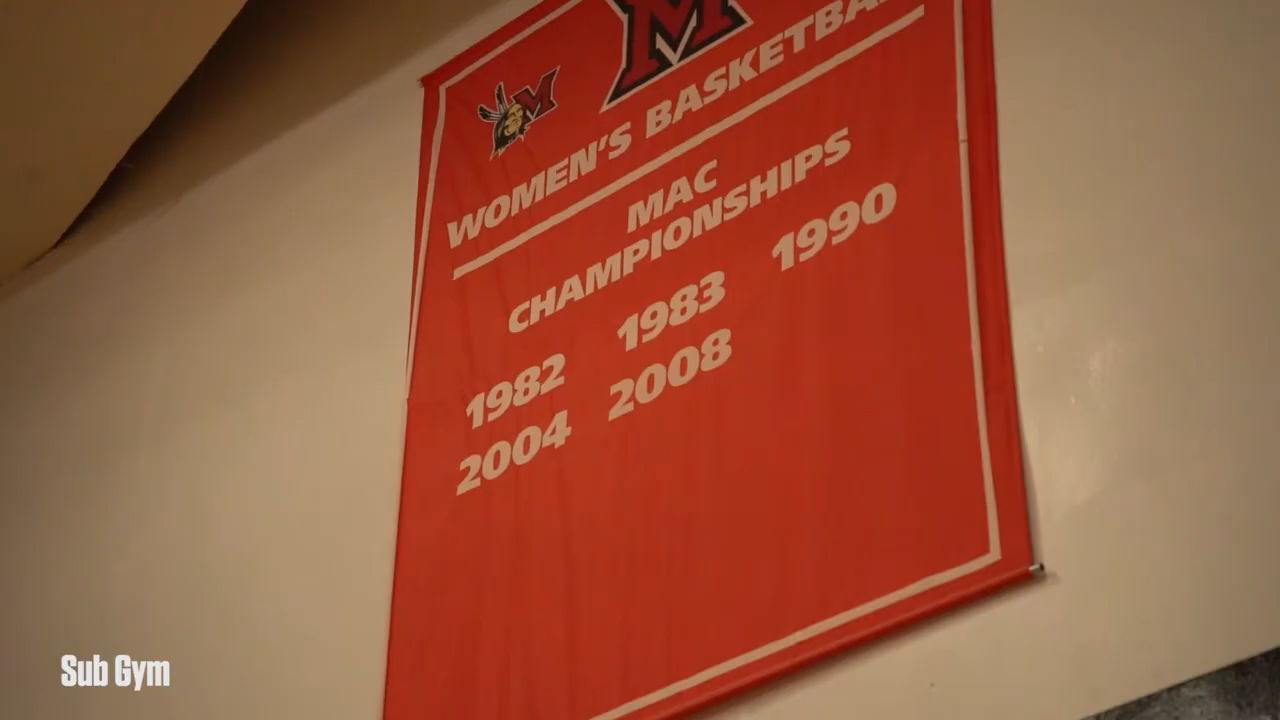 M
M
WOMEN'S BASKETBA
MAC
CHAMPIONSHIPS
1982 1983 1990
2004 2008
Sub Gym